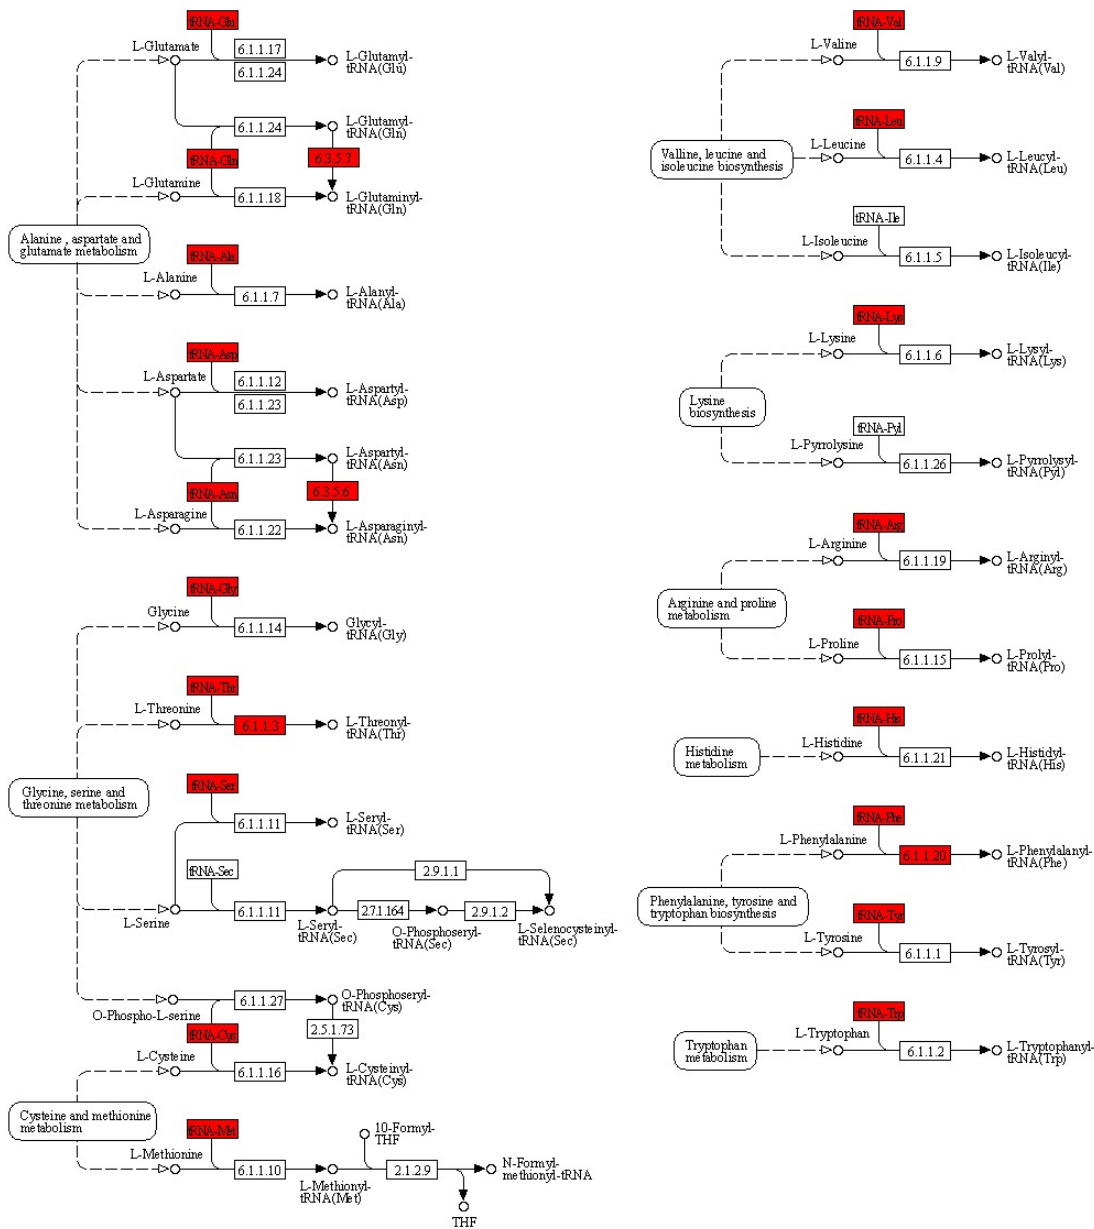 tRNA-Glu
L-Glutamate
6.1.1.17
6.1.1.24
L-Glutamyl-
tRNA(Glu)
6.1.1.24
L-Glutamyl-
tRNA(Gln)
tRNA-Gln
6.3.5.7
L-Glutamine
6.1.1.18
L-Glutaminyl-
tRNA(Gln)
Alanine , aspartate and
glutamate metabolism
tRNA-Ala
L-Alanine
6.1.1.7
L-Alanyl-
tRNA(Ala)
tRNA-Asp
L-Aspartate
6.1.1.12
6.1.1.23
L-Aspartyl-
tRNA(Asp)
6.1.1.23
L-Aspartyl-
tRNA(Asn)
tRNA-Asn
6.3.5.6
L-Asparagine
6.1.1.22
L-Asparaginyl-
tRNA(Asn)
tRNA-Gly
Glycine
6.1.1.14
Glycyl-
tRNA(Gly)
tRNA-Thr
L-Threonine
6.1.1.3
L-Threonyl-
tRNA(Thr)
Glycine, serine and
threonine metabolism
tRNA-Ser
6.1.1.11
L-Seryl-
tRNA(Ser)
tRNA-Sec
2.9.1.1
L-Serine
6.1.1.11
L-Seryl-
tRNA(Sec)
2.7.1.164
O-Phosphoseryl-
tRNA(Sec)
2.9.1.2
L-Selenocysteinyl-
tRNA(Sec)
O-Phospho-L-serine
6.1.1.27
O-Phosphoseryl-
tRNA(Cys)
tRNA-Cys
2.5.1.73
L-Cysteine
6.1.1.16
L-Cysteinyl-
tRNA(Cys)
Cysteine and methionine
metabolism
tRNA-Met
L-Methionine
6.1.1.10
L-Methionyl-
tRNA(Met)
10-Formyl-
THF
2.1.2.9
N-Formyl-
methionyl-tRNA
THF
tRNA-Val
L-Valine
6.1.1.9
L-Valyl-
tRNA(Val)
tRNA-Leu
Valline, leucine and
isoleucine biosynthesis
L-Leucine
6.1.1.4
L-Leucyl-
tRNA(Leu)
tRNA-Ile
L-Isoleucine
6.1.1.5
L-Isoleucyl-
tRNA(Ile)
tRNA-Lys
L-Lysine
6.1.1.6
L-Lysyl-
tRNA(Lys)
Lysine
biosynthesis
tRNA-Pyl
L-Pyrrolysine
6.1.1.26
L-Pyrrolysyl-
tRNA(Pyl)
tRNA-Arg
L-Arginine
6.1.1.19
L-Arginyl-
tRNA(Arg)
Arginine and proline
metabolism
tRNA-Pro
L-Proline
6.1.1.15
L-Prolyl-
tRNA(Pro)
tRNA-His
Histidine
metabolism
L-Histidine
6.1.1.21
L-Histidyl-
tRNA(His)
tRNA-Phe
L-Phenylalanine
6.1.1.20
L-Phenylalanyl-
tRNA(Phe)
Phenylalanine, tyrosine and
tryptophan biosynthesis
tRNA-Tyr
L-Tyrosine
6.1.1.1
L-Tyrosyl-
tRNA(Tyr)
tRNA-Trp
Tryptophan
metabolism
L-Tryptophan
6.1.1.2
L-Tryptophanyl-
tRNA(Trp)